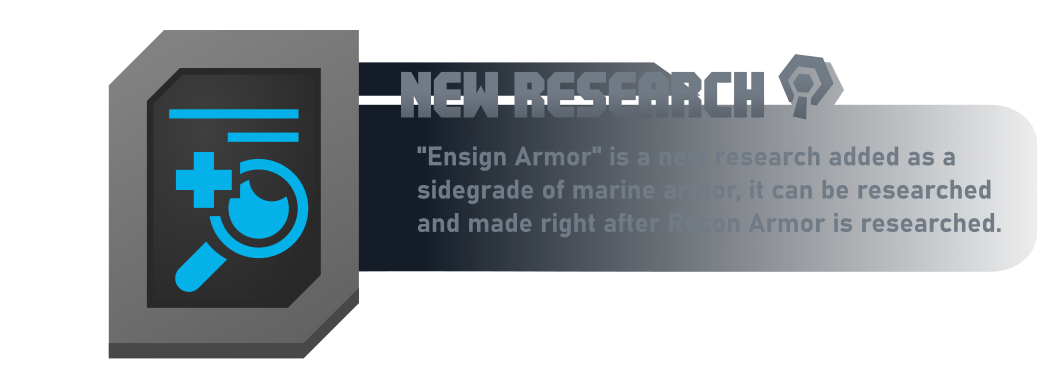 NEW RESEARCH
"Ensign Armor" is a new research added as a
sidegrade of marine armor, it can be researched
and made right after Recon Armor is researched.